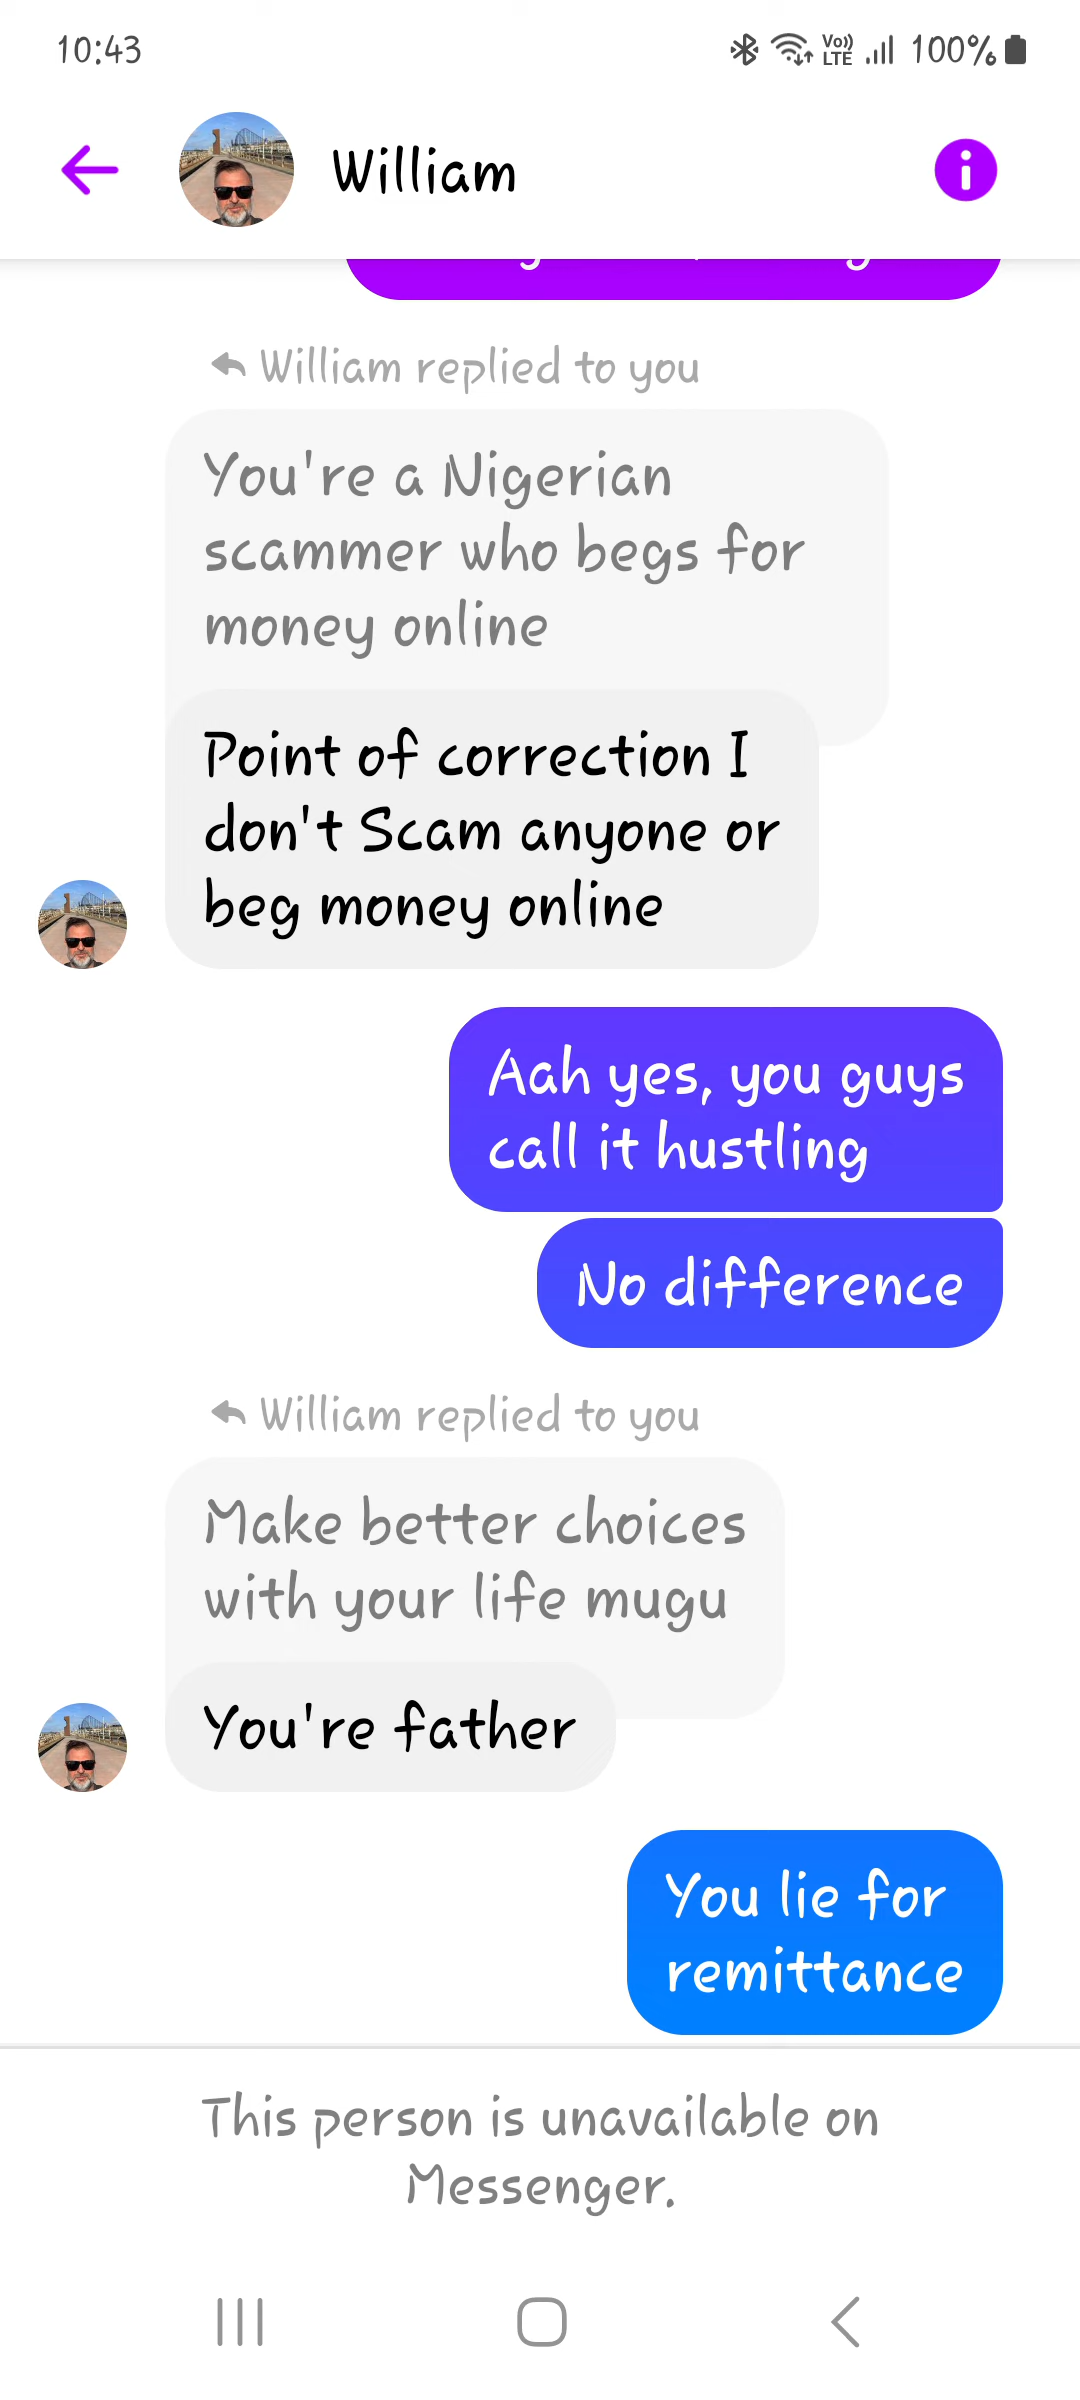 10:43
Vo))
LTE
100%
William
William replied to you
You're a Nigerian
scammer who begs for
money online
Point of correction I
don't Scam anyone or
beg money online
Aah yes, you guys
call it hustling
No difference
William replied to you
Make better choices
with your life mugu
You're father
You lie for
remittance
This person is unavailable on
Messenger.